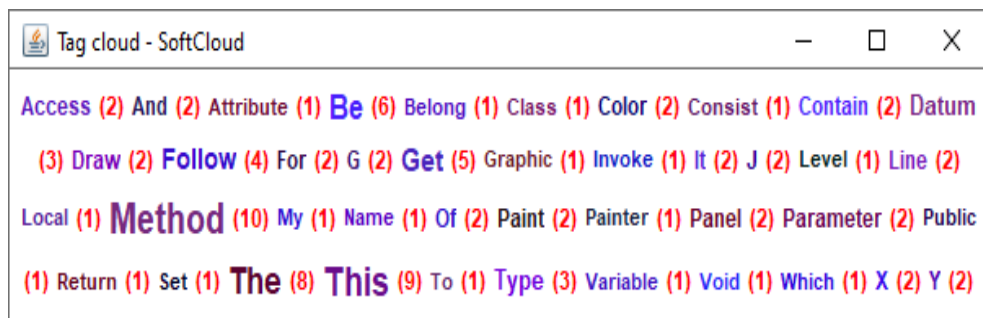 Tag cloud - SoftCloud
Access (2) And (2) Attribute (1) Be (6) Belong (1) Class (1) Color (2) Consist (1) Contain (2) Datum
(3) Draw (2) Follow (4) For (2) G (2) Get (5) Graphic (1) Invoke (1) It (2) J (2) Level (1) Line (2)
Local (1) Method (10) My (1) Name (1) Of (2) Paint (2) Painter (1) Panel (2) Parameter (2) Public
(1) Return (1) Set (1) The (8) This (9) To (1) Type (3) Variable (1) Void (1) Which (1) X (2) Y (2)